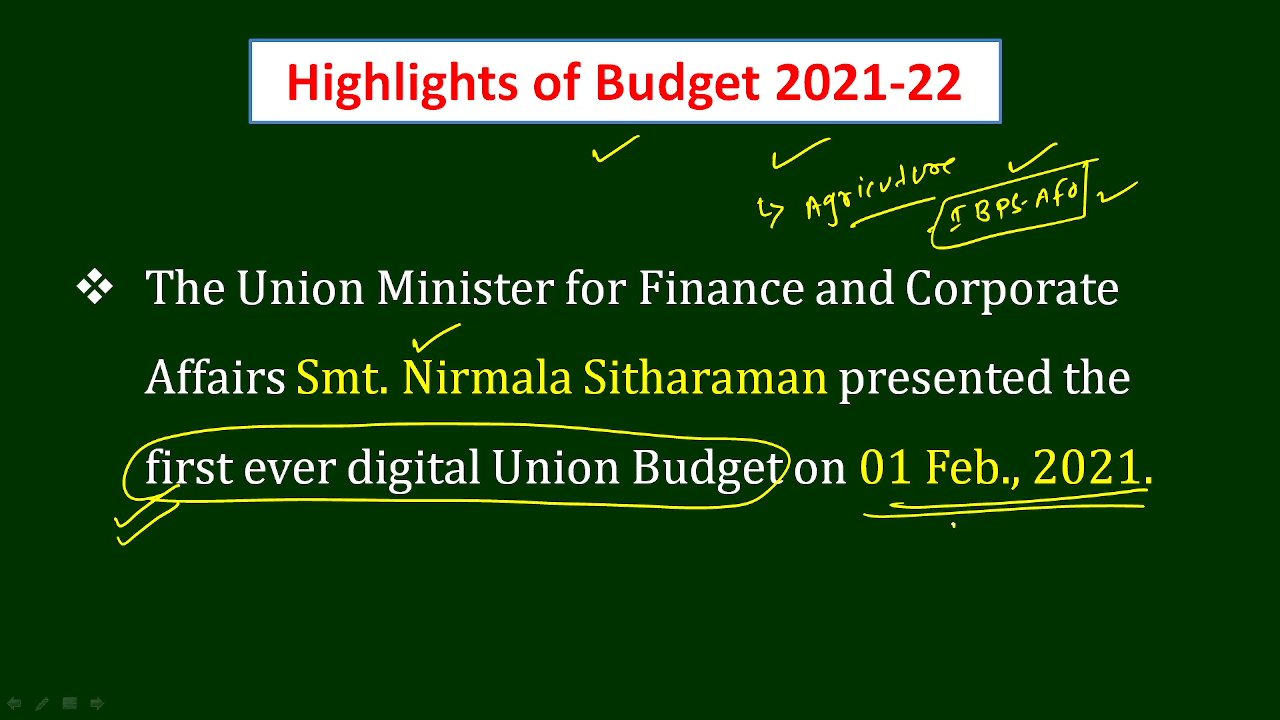 Highlights of Budget 2021-22
Agriculture
IBPS-AFO
❖ The Union Minister for Finance and Corporate
Affairs Smt. Nirmala Sitharaman presented the
first ever digital Union Budget on 01 Feb., 2021.